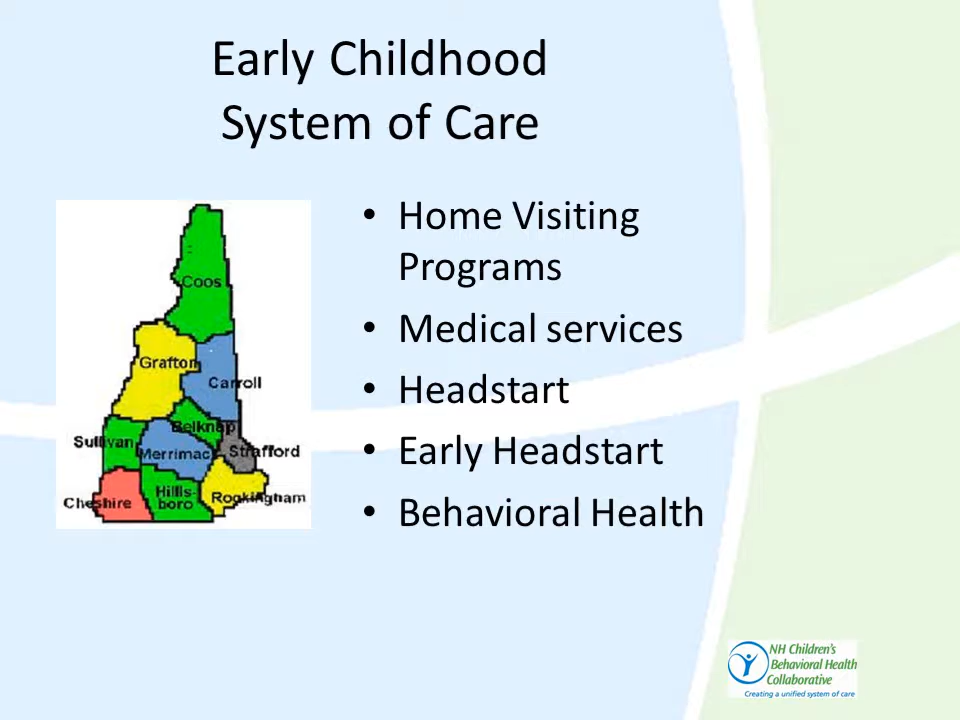 Early Childhood
System of Care
• Home Visiting
Programs
• Medical services
• Headstart
• Early Headstart
• Behavioral Health
Coos
Grafton
Carroll
Belknap
Sullivan
Merrimac
Strafford
Cheshire
Hills-
boro
Rockingham
NH Children's
Behavioral Health
Collaborative
Creating a unified system of care